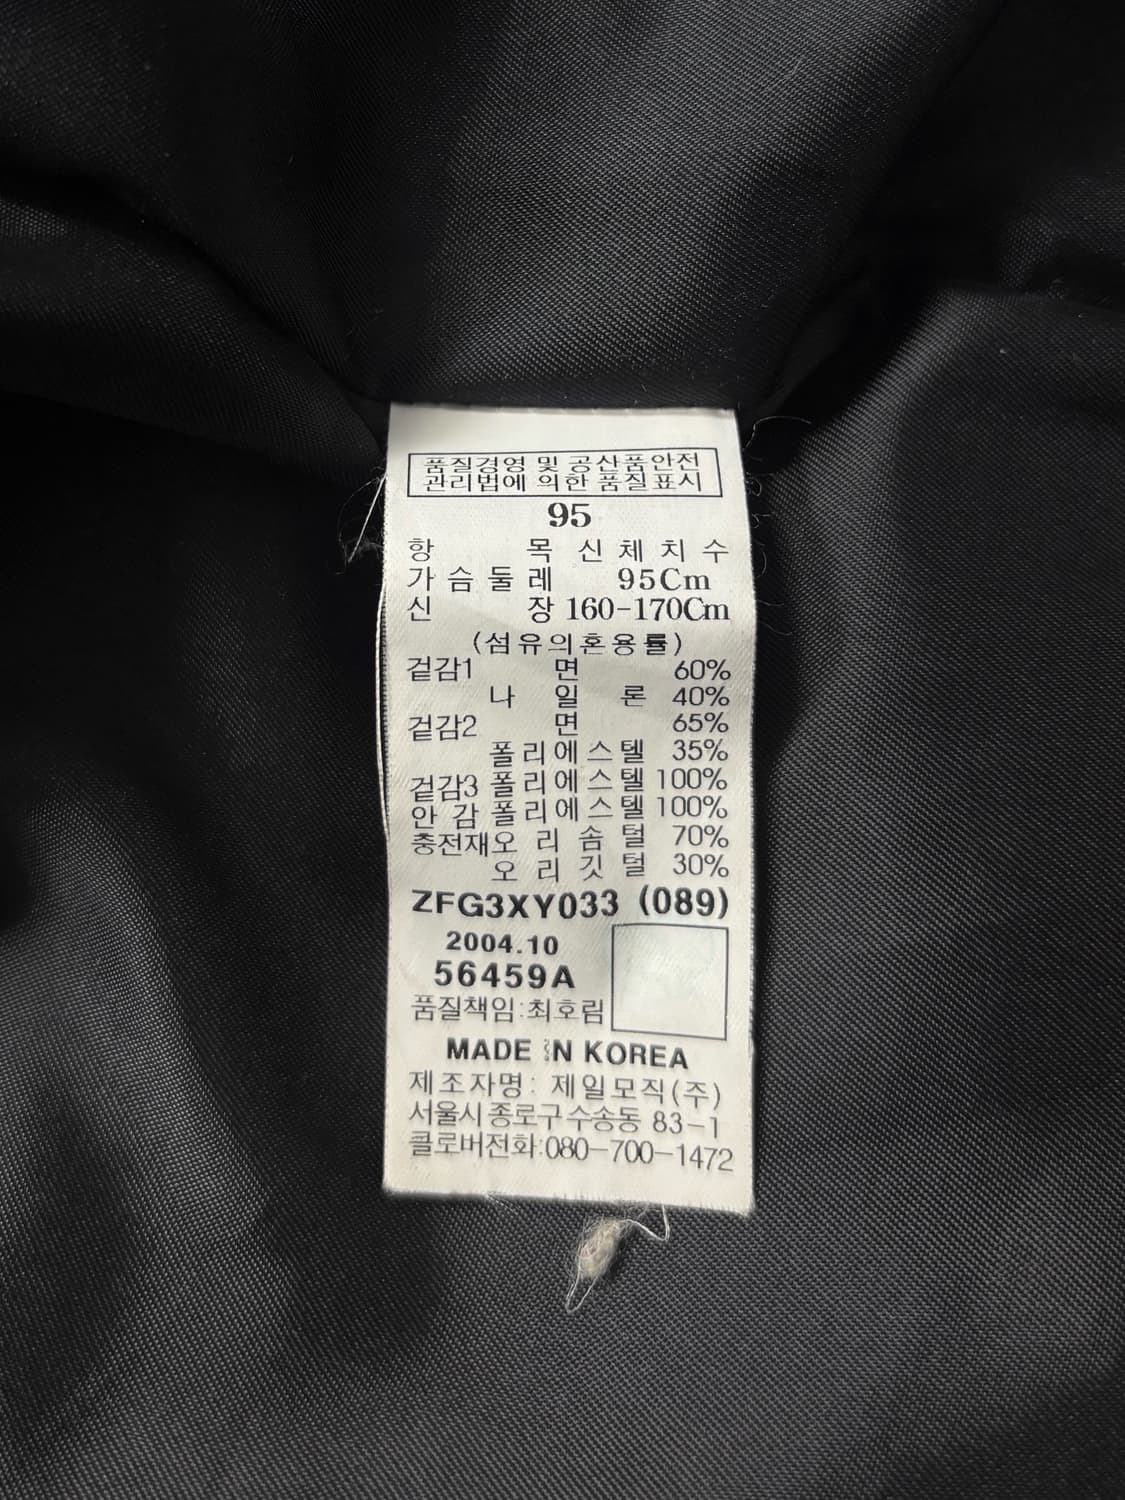 품질경영 및 공산품안전
관리법에 의한 품질표시
95
항 목 신체치수
가슴둘레 95Cm
신 장 160-170Cm
(섬유의혼용률)
겉감1 면 60%
나 일 론 40%
겉감2 면 65%
폴리에스텔 35%
겉감3 폴리에스텔 100%
안감 폴리에스텔 100%
충전재 오리솜털 70%
오리깃털 30%
ZFG3XY033 (089)
2004.10
56459A
품질책임:최호림
MADE IN KOREA
제조자명: 제일모직(주)
서울시종로구수송동 83-1
클로버전화:080-700-1472